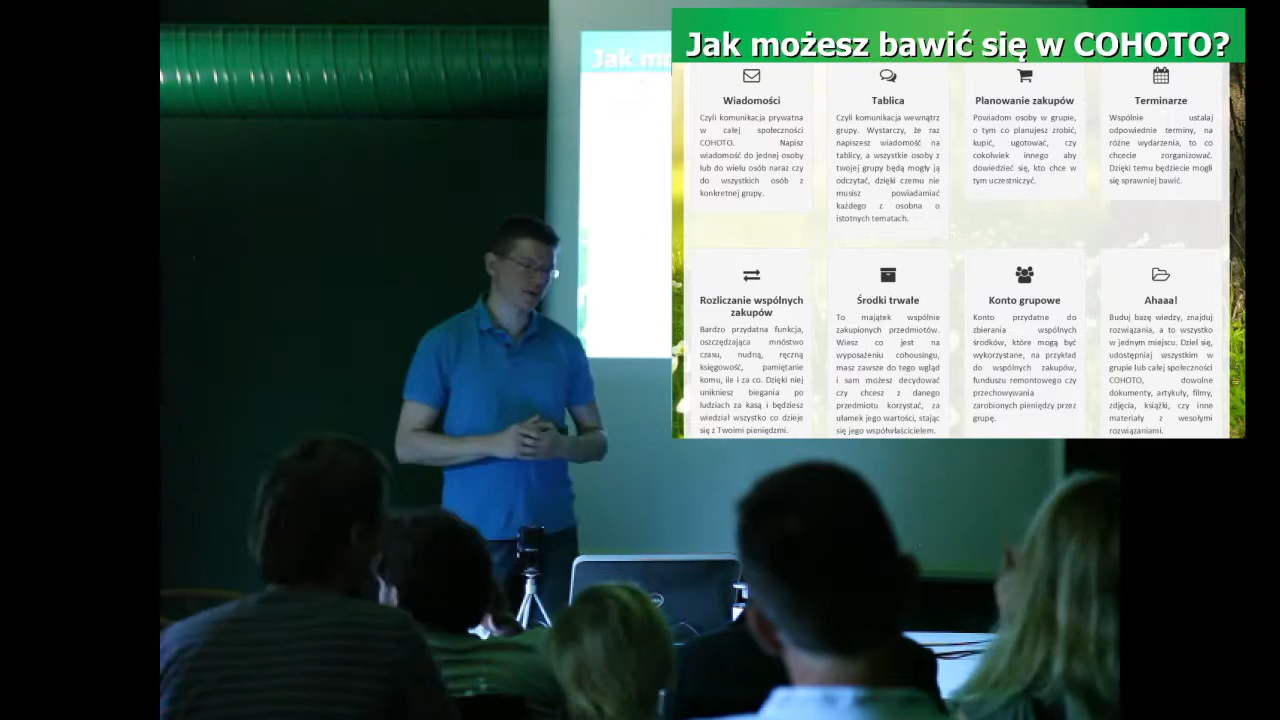 Jak możesz bawić się w COHOTO?
Jak mo
Wiadomości
Czyli komunikacja prywatna
w całej społeczności
COHOTO. Napisz
wiadomość do jednej osoby
lub do wielu osób naraz czy
do wszystkich osób z
konkretnej grupy.
Tablica
Czyli komunikacja wewnątrz
grupy. Wystarczy, że raz
napiszesz wiadomość na
tablicy, a wszystkie osoby z
twojej grupy będą mogły ją
odczytać, dzięki czemu nie
musisz powiadamiać
każdego z osobna o
istotnych tematach.
Planowanie zakupów
Powiadom osoby w grupie,
o tym co planujesz zrobić,
kupić, ugotować, czy
cokolwiek innego aby
dowiedzieć się, kto chce w
tym uczestniczyć.
Terminarze
Wspólnie ustalaj
odpowiednie terminy, na
różne wydarzenia, to co
chcecie zorganizować.
Dzięki temu będziecie mogli
się sprawniej bawić.
Rozliczanie wspólnych
zakupów
Bardzo przydatna funkcja,
oszczędzająca mnóstwo
czasu, nudną, ręczną
księgowość, pamiętanie
komu, ile i za co. Dzięki niej
unikniesz biegania po
ludziach za kasą i będziesz
wiedział wszystko co dzieje
się z Twoimi pieniędzmi.
Środki trwałe
To majątek wspólnie
zakupionych przedmiotów.
Wiesz co jest na
wyposażeniu cohousingu,
masz zawsze do tego wgląd
i sam możesz decydować
czy chcesz z danego
przedmiotu korzystać, za
ułamek jego wartości, stając
się jego współwłaścicielem.
Konto grupowe
Konto przydatne do
zbierania wspólnych
środków, które mogą być
wykorzystane, na przykład
do wspólnych zakupów,
funduszu remontowego czy
przechowywania
zarobionych pieniędzy przez
grupę.
Ahaaa!
Buduj bazę wiedzy, znajduj
rozwiązania, a to wszystko
w jednym miejscu. Dziel się,
udostępniaj wszystkim w
grupie lub całej społeczności
COHOTO, dowolne
dokumenty, artykuły, filmy,
zdjęcia, książki, czy inne
materiały z wesołymi
rozwiązaniami.